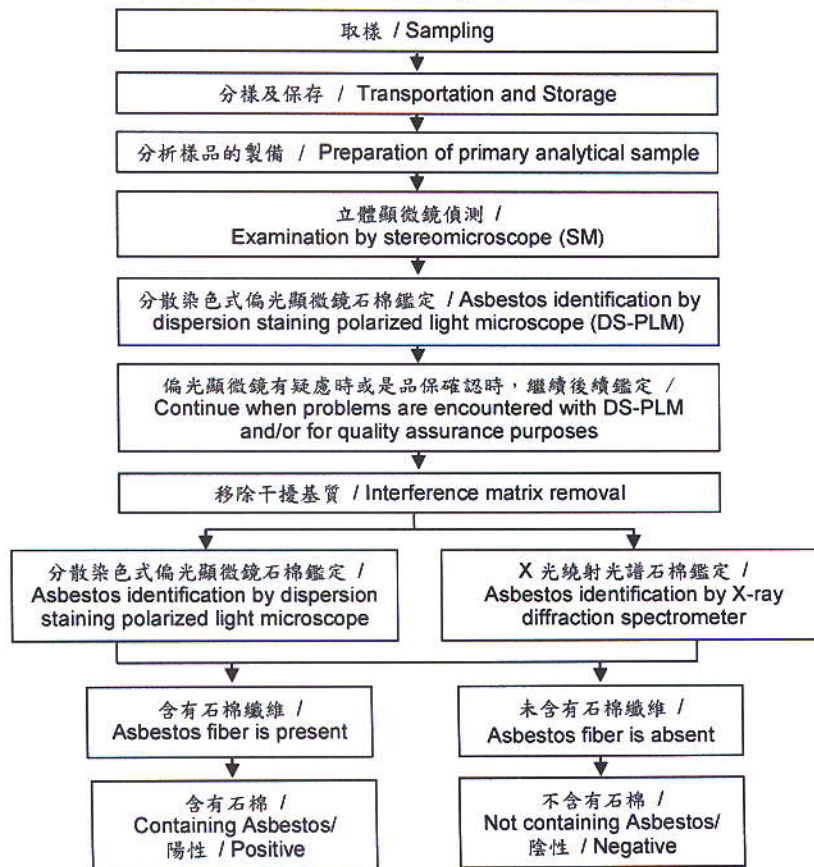 取樣 / Sampling
分樣及保存 / Transportation and Storage
分析樣品的製備 / Preparation of primary analytical sample
立體顯微鏡偵測 /
Examination by stereomicroscope (SM)
分散染色式偏光顯微鏡石棉鑑定 / Asbestos identification by
dispersion staining polarized light microscope (DS-PLM)
偏光顯微鏡有疑慮時或是品保確認時，繼續後續鑑定 /
Continue when problems are encountered with DS-PLM
and/or for quality assurance purposes
移除干擾基質 / Interference matrix removal
分散染色式偏光顯微鏡石棉鑑定 /
Asbestos identification by dispersion
staining polarized light microscope
X 光繞射光譜石棉鑑定 /
Asbestos identification by X-ray
diffraction spectrometer
含有石棉纖維 /
Asbestos fiber is present
未含有石棉纖維 /
Asbestos fiber is absent
含有石棉 /
Containing Asbestos/
陽性 / Positive
不含有石棉 /
Not containing Asbestos/
陰性 / Negative